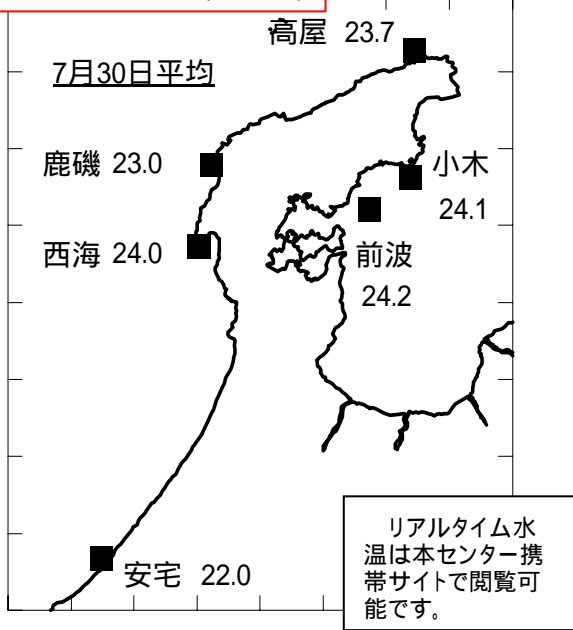 高屋 23.7
7月30日平均
鹿磯 23.0
小木
24.1
西海 24.0
前波
24.2
安宅 22.0
リアルタイム水
温は本センター携
帯サイトで閲覧可
能です。